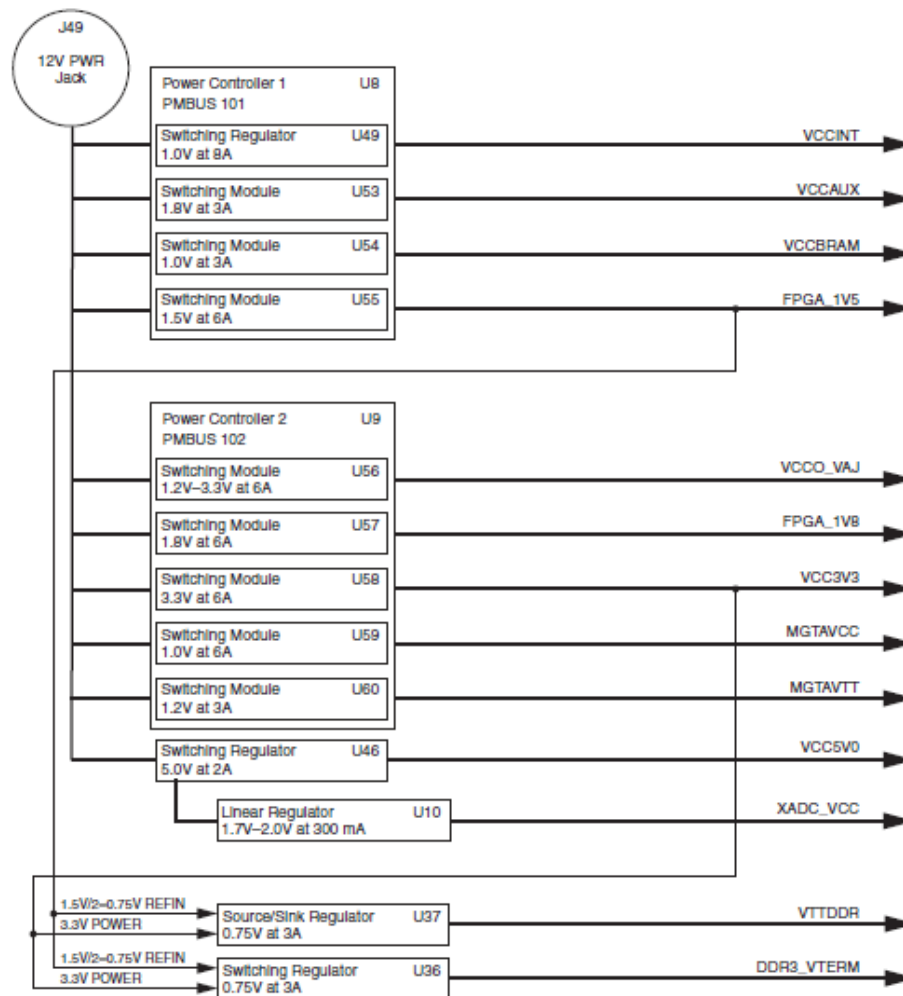 J49
12V PWR
Jack
Power Controller 1 U8
PMBUS 101
Switching Regulator U49
1.0V at 8A
VCCINT
Switching Module U53
1.8V at 3A
VCCAUX
Switching Module U54
1.0V at 3A
VCCBRAM
Switching Module U55
1.5V at 6A
FPGA_1V5
Power Controller 2 U9
PMBUS 102
Switching Module U56
1.2V–3.3V at 6A
VCCO_VAJ
Switching Module U57
1.8V at 6A
FPGA_1V8
Switching Module U58
3.3V at 6A
VCC3V3
Switching Module U59
1.0V at 6A
MGTAVCC
Switching Module U60
1.2V at 3A
MGTAVTT
Switching Regulator U46
5.0V at 2A
VCC5V0
Linear Regulator U10
1.7V–2.0V at 300 mA
XADC_VCC
1.5V/2=0.75V REFIN
3.3V POWER
Source/Sink Regulator U37
0.75V at 3A
VTTDDR
1.5V/2=0.75V REFIN
3.3V POWER
Switching Regulator U36
0.75V at 3A
DDR3_VTERM